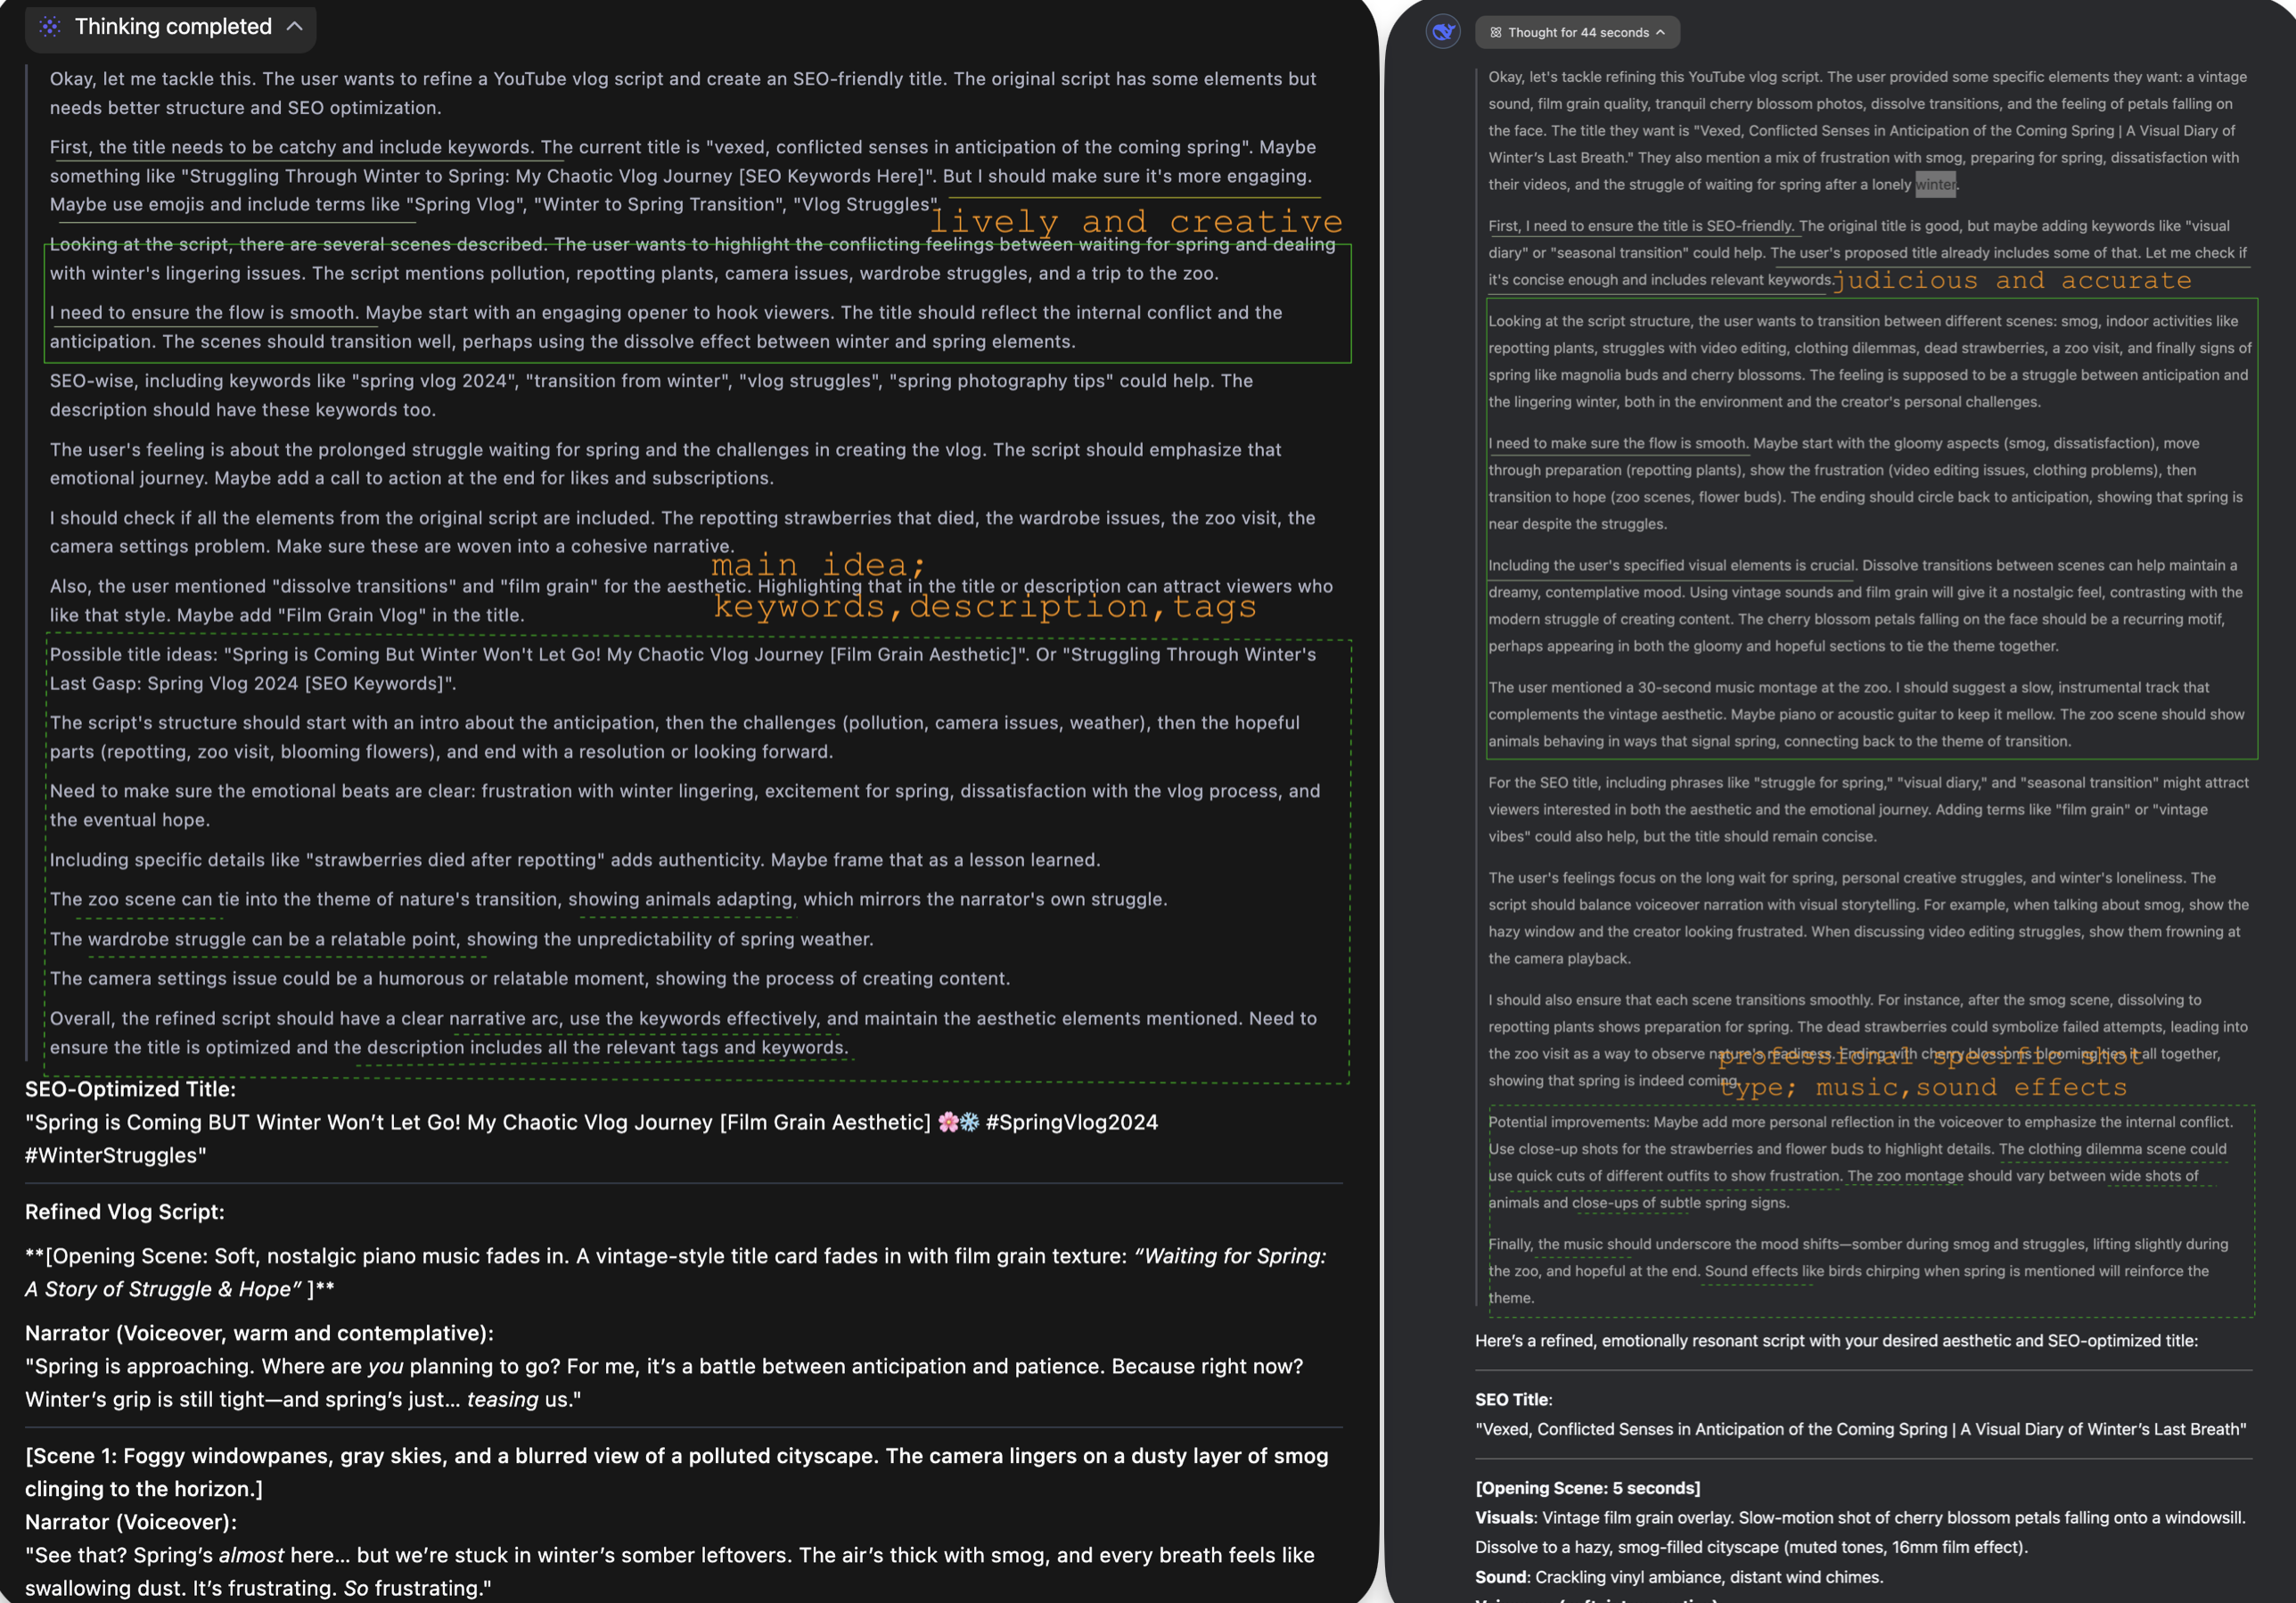 Thinking completed
Okay, let me tackle this. The user wants to refine a YouTube vlog script and create an SEO-friendly title. The original script has some elements but
needs better structure and SEO optimization.
First, the title needs to be catchy and include keywords. The current title is "vexed, conflicted senses in anticipation of the coming spring". Maybe
something like "Struggling Through Winter to Spring: My Chaotic Vlog Journey [SEO Keywords Here]". But I should make sure it's more engaging.
Maybe use emojis and include terms like "Spring Vlog", "Winter to Spring Transition", "Vlog Struggles".
lively and creative
Looking at the script, there are several scenes described. The user wants to highlight the conflicting feelings between waiting for spring and dealing
with winter's lingering issues. The script mentions pollution, repotting plants, camera issues, wardrobe struggles, and a trip to the zoo.
I need to ensure the flow is smooth. Maybe start with an engaging opener to hook viewers. The title should reflect the internal conflict and the
anticipation. The scenes should transition well, perhaps using the dissolve effect between winter and spring elements.
SEO-wise, including keywords like "spring vlog 2024", "transition from winter", "vlog struggles", "spring photography tips" could help. The
description should have these keywords too.
The user's feeling is about the prolonged struggle waiting for spring and the challenges in creating the vlog. The script should emphasize that
emotional journey. Maybe add a call to action at the end for likes and subscriptions.
I should check if all the elements from the original script are included. The repotting strawberries that died, the wardrobe issues, the zoo visit, the
camera settings problem. Make sure these are woven into a cohesive narrative.
main idea;
Also, the user mentioned "dissolve transitions" and "film grain" for the aesthetic. Highlighting that in the title or description can attract viewers who
keywords,description,tags
like that style. Maybe add "Film Grain Vlog" in the title.
Possible title ideas: "Spring is Coming But Winter Won't Let Go! My Chaotic Vlog Journey [Film Grain Aesthetic]". Or "Struggling Through Winter's
Last Gasp: Spring Vlog 2024 [SEO Keywords]".
The script's structure should start with an intro about the anticipation, then the challenges (pollution, camera issues, weather), then the hopeful
parts (repotting, zoo visit, blooming flowers), and end with a resolution or looking forward.
Need to make sure the emotional beats are clear: frustration with winter lingering, excitement for spring, dissatisfaction with the vlog process, and
the eventual hope.
Including specific details like "strawberries died after repotting" adds authenticity. Maybe frame that as a lesson learned.
The zoo scene can tie into the theme of nature's transition, showing animals adapting, which mirrors the narrator's own struggle.
The wardrobe struggle can be a relatable point, showing the unpredictability of spring weather.
The camera settings issue could be a humorous or relatable moment, showing the process of creating content.
Overall, the refined script should have a clear narrative arc, use the keywords effectively, and maintain the aesthetic elements mentioned. Need to
ensure the title is optimized and the description includes all the relevant tags and keywords.
SEO-Optimized Title:
"Spring is Coming BUT Winter Won’t Let Go! My Chaotic Vlog Journey [Film Grain Aesthetic] 🌸❄️ #SpringVlog2024
#WinterStruggles"
Refined Vlog Script:
**[Opening Scene: Soft, nostalgic piano music fades in. A vintage-style title card fades in with film grain texture: “Waiting for Spring:
A Story of Struggle & Hope” ]**
Narrator (Voiceover, warm and contemplative):
"Spring is approaching. Where are you planning to go? For me, it’s a battle between anticipation and patience. Because right now?
Winter’s grip is still tight—and spring’s just... teasing us."
[Scene 1: Foggy windowpanes, gray skies, and a blurred view of a polluted cityscape. The camera lingers on a dusty layer of smog
clinging to the horizon.]
Narrator (Voiceover):
"See that? Spring’s almost here... but we’re stuck in winter’s somber leftovers. The air’s thick with smog, and every breath feels like
swallowing dust. It’s frustrating. So frustrating."
Thought for 44 seconds
Okay, let's tackle refining this YouTube vlog script. The user provided some specific elements they want: a vintage
sound, film grain quality, tranquil cherry blossom photos, dissolve transitions, and the feeling of petals falling on
the face. The title they want is "Vexed, Conflicted Senses in Anticipation of the Coming Spring | A Visual Diary of
Winter’s Last Breath." They also mention a mix of frustration with smog, preparing for spring, dissatisfaction with
their videos, and the struggle of waiting for spring after a lonely winter.
First, I need to ensure the title is SEO-friendly. The original title is good, but maybe adding keywords like "visual
diary" or "seasonal transition" could help. The user's proposed title already includes some of that. Let me check if
it's concise enough and includes relevant keywords.
judicious and accurate
Looking at the script structure, the user wants to transition between different scenes: smog, indoor activities like
repotting plants, struggles with video editing, clothing dilemmas, dead strawberries, a zoo visit, and finally signs of
spring like magnolia buds and cherry blossoms. The feeling is supposed to be a struggle between anticipation and
the lingering winter, both in the environment and the creator's personal challenges.
I need to make sure the flow is smooth. Maybe start with the gloomy aspects (smog, dissatisfaction), move
through preparation (repotting plants), show the frustration (video editing issues, clothing problems), then
transition to hope (zoo scenes, flower buds). The ending should circle back to anticipation, showing that spring is
near despite the struggles.
Including the user's specified visual elements is crucial. Dissolve transitions between scenes can help maintain a
dreamy, contemplative mood. Using vintage sounds and film grain will give it a nostalgic feel, contrasting with the
modern struggle of creating content. The cherry blossom petals falling on the face should be a recurring motif,
perhaps appearing in both the gloomy and hopeful sections to tie the theme together.
The user mentioned a 30-second music montage at the zoo. I should suggest a slow, instrumental track that
complements the vintage aesthetic. Maybe piano or acoustic guitar to keep it mellow. The zoo scene should show
animals behaving in ways that signal spring, connecting back to the theme of transition.
For the SEO title, including phrases like "struggle for spring," "visual diary," and "seasonal transition" might attract
viewers interested in both the aesthetic and the emotional journey. Adding terms like "film grain" or "vintage
vibes" could also help, but the title should remain concise.
The user's feelings focus on the long wait for spring, personal creative struggles, and winter's loneliness. The
script should balance voiceover narration with visual storytelling. For example, when talking about smog, show the
hazy window and the creator looking frustrated. When discussing video editing struggles, show them frowning at
the camera playback.
I should also ensure that each scene transitions smoothly. For instance, after the smog scene, dissolving to
repotting plants shows preparation for spring. The dead strawberries could symbolize failed attempts, leading into
the zoo visit as a way to observe nature's readiness. Ending with cherry blossoms blooming ties it all together,
professional specific shot
showing that spring is indeed coming.
type; music,sound effects
Potential improvements: Maybe add more personal reflection in the voiceover to emphasize the internal conflict.
Use close-up shots for the strawberries and flower buds to highlight details. The clothing dilemma scene could
use quick cuts of different outfits to show frustration. The zoo montage should vary between wide shots of
animals and close-ups of subtle spring signs.
Finally, the music should underscore the mood shifts—somber during smog and struggles, lifting slightly during
the zoo, and hopeful at the end. Sound effects like birds chirping when spring is mentioned will reinforce the
theme.
Here’s a refined, emotionally resonant script with your desired aesthetic and SEO-optimized title:
SEO Title:
"Vexed, Conflicted Senses in Anticipation of the Coming Spring | A Visual Diary of Winter’s Last Breath"
[Opening Scene: 5 seconds]
Visuals: Vintage film grain overlay. Slow-motion shot of cherry blossom petals falling onto a windowsill.
Dissolve to a hazy, smog-filled cityscape (muted tones, 16mm film effect).
Sound: Crackling vinyl ambiance, distant wind chimes.